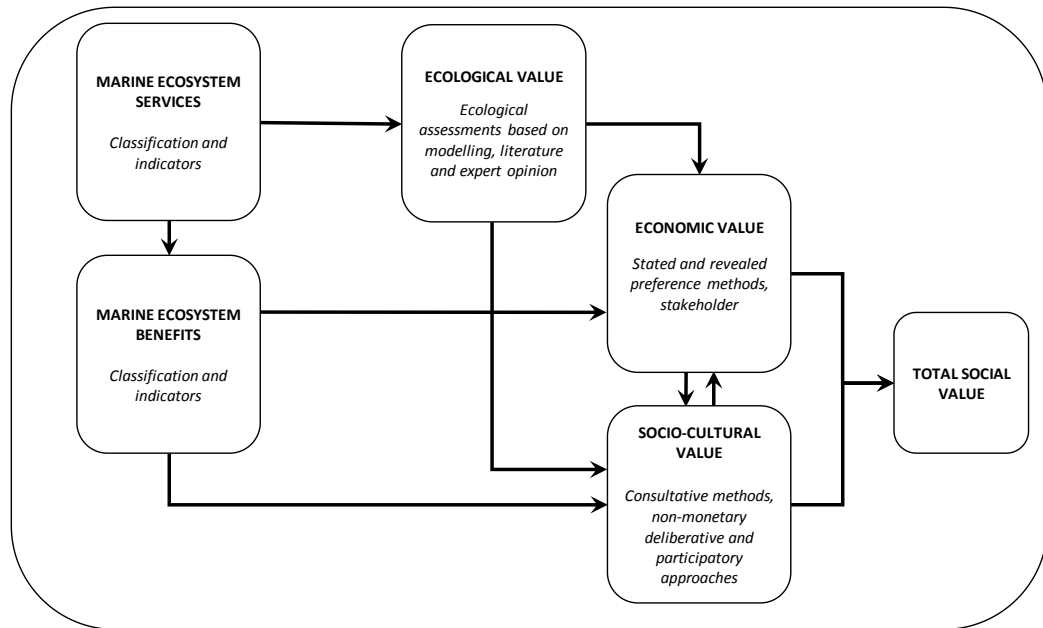 MARINE ECOSYSTEM
SERVICES
Classification and
indicators
ECOLOGICAL VALUE
Ecological
assessments based on
modelling, literature
and expert opinion
ECONOMIC VALUE
Stated and revealed
preference methods,
stakeholder
MARINE ECOSYSTEM
BENEFITS
Classification and
indicators
TOTAL SOCIAL
VALUE
SOCIO-CULTURAL
VALUE
Consultative methods,
non-monetary
deliberative and
participatory
approaches